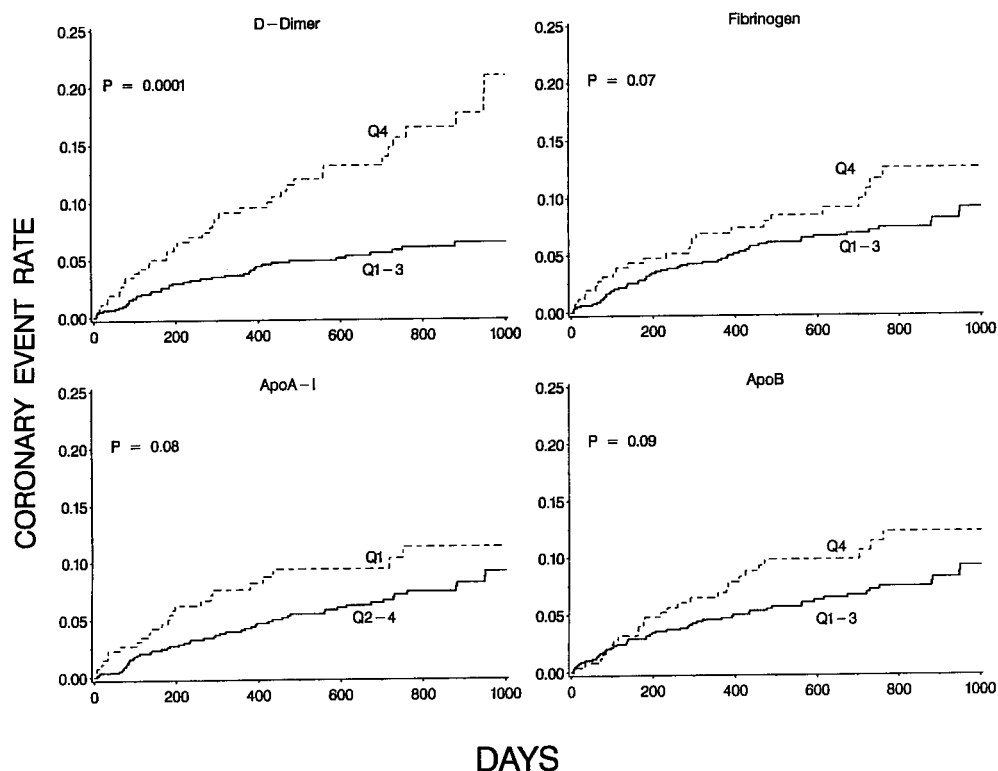 CORONARY EVENT RATE
D-Dimer
0.25
0.20
0.15
0.10
0.05
0.00
P = 0.0001
Q4
Q1-3
0 200 400 600 800 1000
Fibrinogen
0.25
0.20
0.15
0.10
0.05
0.00
P = 0.07
Q4
Q1-3
0 200 400 600 800 1000
ApoA-I
0.25
0.20
0.15
0.10
0.05
0.00
P = 0.08
Q1
Q2-4
0 200 400 600 800 1000
ApoB
0.25
0.20
0.15
0.10
0.05
0.00
P = 0.09
Q4
Q1-3
0 200 400 600 800 1000
DAYS